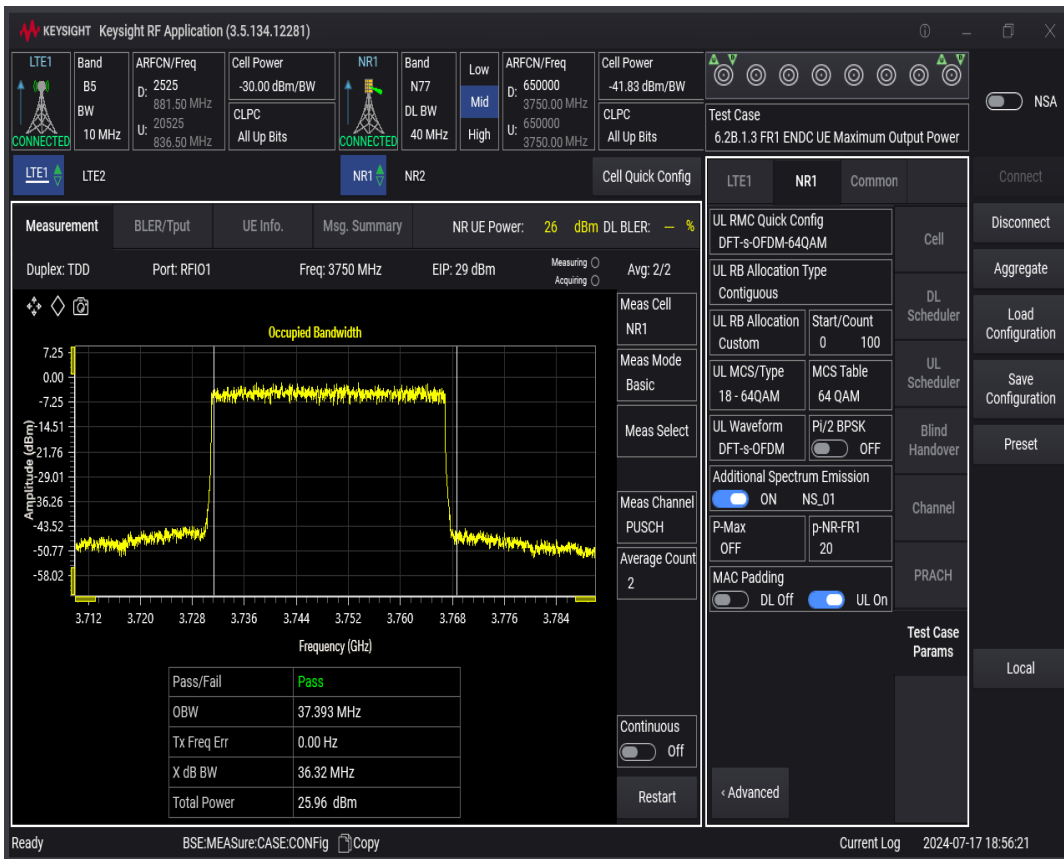 KEYSIGHT Keysight RF Application (3.5.134.12281)
LTE1 Band ARFCN/Freq Cell Power NR1 Band Low ARFCN/Freq Cell Power
B5 D: 2525 -30.00 dBm/BW N77 Mid D: 650000 -41.83 dBm/BW
881.50 MHz 3750.00 MHz
BW U: 20525 CLPC DL BW High U: 650000 CLPC
CONNECTED 10 MHz 836.50 MHz All Up Bits CONNECTED 40 MHz 3750.00 MHz All Up Bits
Test Case
6.2B.1.3 FR1 ENDC UE Maximum Output Power
NSA
LTE1 LTE2 NR1 NR2 Cell Quick Config
Measurement BLER/Tput UE Info. Msg. Summary NR UE Power: 26 dBm DL BLER: — %
Duplex: TDD Port: RFIO1 Freq: 3750 MHz EIP: 29 dBm Measuring Avg: 2/2
Acquiring
Occupied Bandwidth
Amplitude (dBm)
7.25
0.00
-7.25
-14.51
-21.76
-29.01
-36.26
-43.52
-50.77
-58.02
3.712 3.720 3.728 3.736 3.744 3.752 3.760 3.768 3.776 3.784
Frequency (GHz)
Pass/Fail Pass
OBW 37.393 MHz
Tx Freq Err 0.00 Hz
X dB BW 36.32 MHz
Total Power 25.96 dBm
Meas Cell
NR1
Meas Mode
Basic
Meas Select
Meas Channel
PUSCH
Average Count
2
Continuous
Off
Restart
LTE1 NR1 Common
UL RMC Quick Config
DFT-s-OFDM-64QAM
UL RB Allocation Type
Contiguous
UL RB Allocation Start/Count
Custom 0 100
UL MCS/Type MCS Table
18 - 64QAM 64 QAM
UL Waveform Pi/2 BPSK
DFT-s-OFDM OFF
Additional Spectrum Emission
ON NS_01
P-Max p-NR-FR1
OFF 20
MAC Padding
DL Off UL On
‹ Advanced
Cell
DL
Scheduler
UL
Scheduler
Blind
Handover
Channel
PRACH
Test Case
Params
Connect
Disconnect
Aggregate
Load
Configuration
Save
Configuration
Preset
Local
Ready BSE:MEASure:CASE:CONFig Copy Current Log 2024-07-17 18:56:21